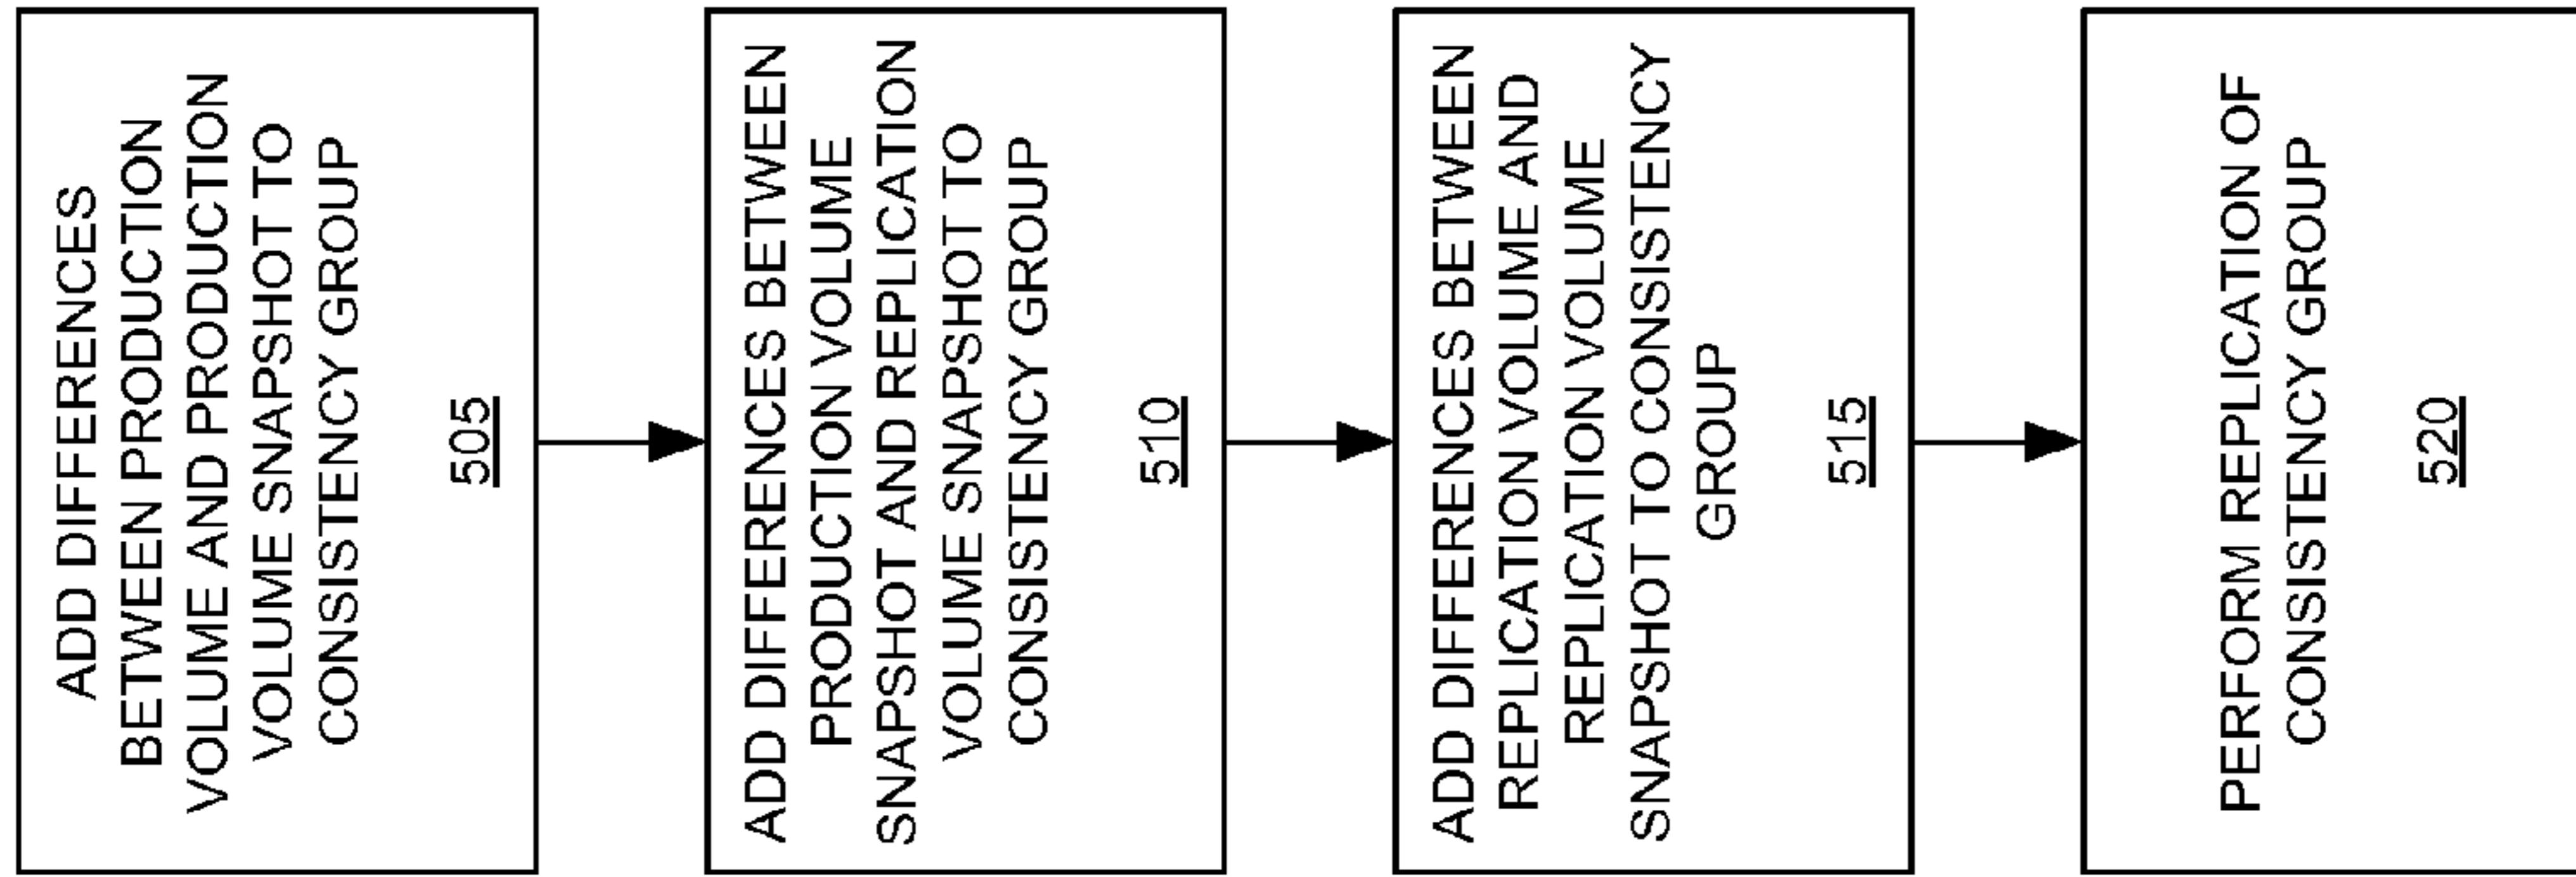 ADD DIFFERENCES
BETWEEN PRODUCTION
VOLUME AND PRODUCTION
VOLUME SNAPSHOT TO
CONSISTENCY GROUP
505
ADD DIFFERENCES BETWEEN
PRODUCTION VOLUME
SNAPSHOT AND REPLICATION
VOLUME SNAPSHOT TO
CONSISTENCY GROUP
510
ADD DIFFERENCES BETWEEN
REPLICATION VOLUME AND
REPLICATION VOLUME
SNAPSHOT TO CONSISTENCY
GROUP
515
PERFORM REPLICATION OF
CONSISTENCY GROUP
520